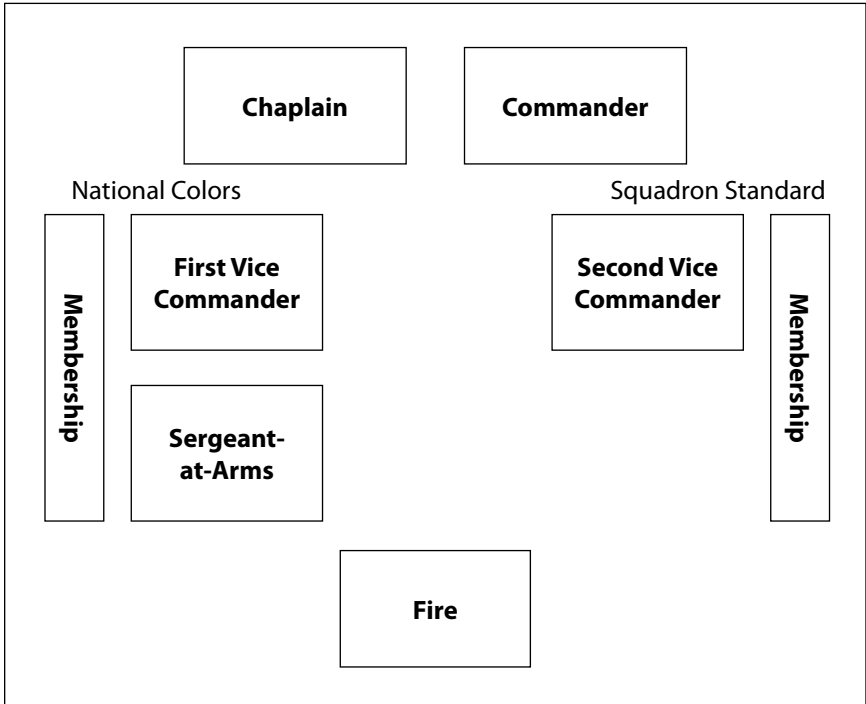 Chaplain
Commander
National Colors
Squadron Standard
Membership
First Vice
Commander
Second Vice
Commander
Membership
Sergeant-
at-Arms
Fire